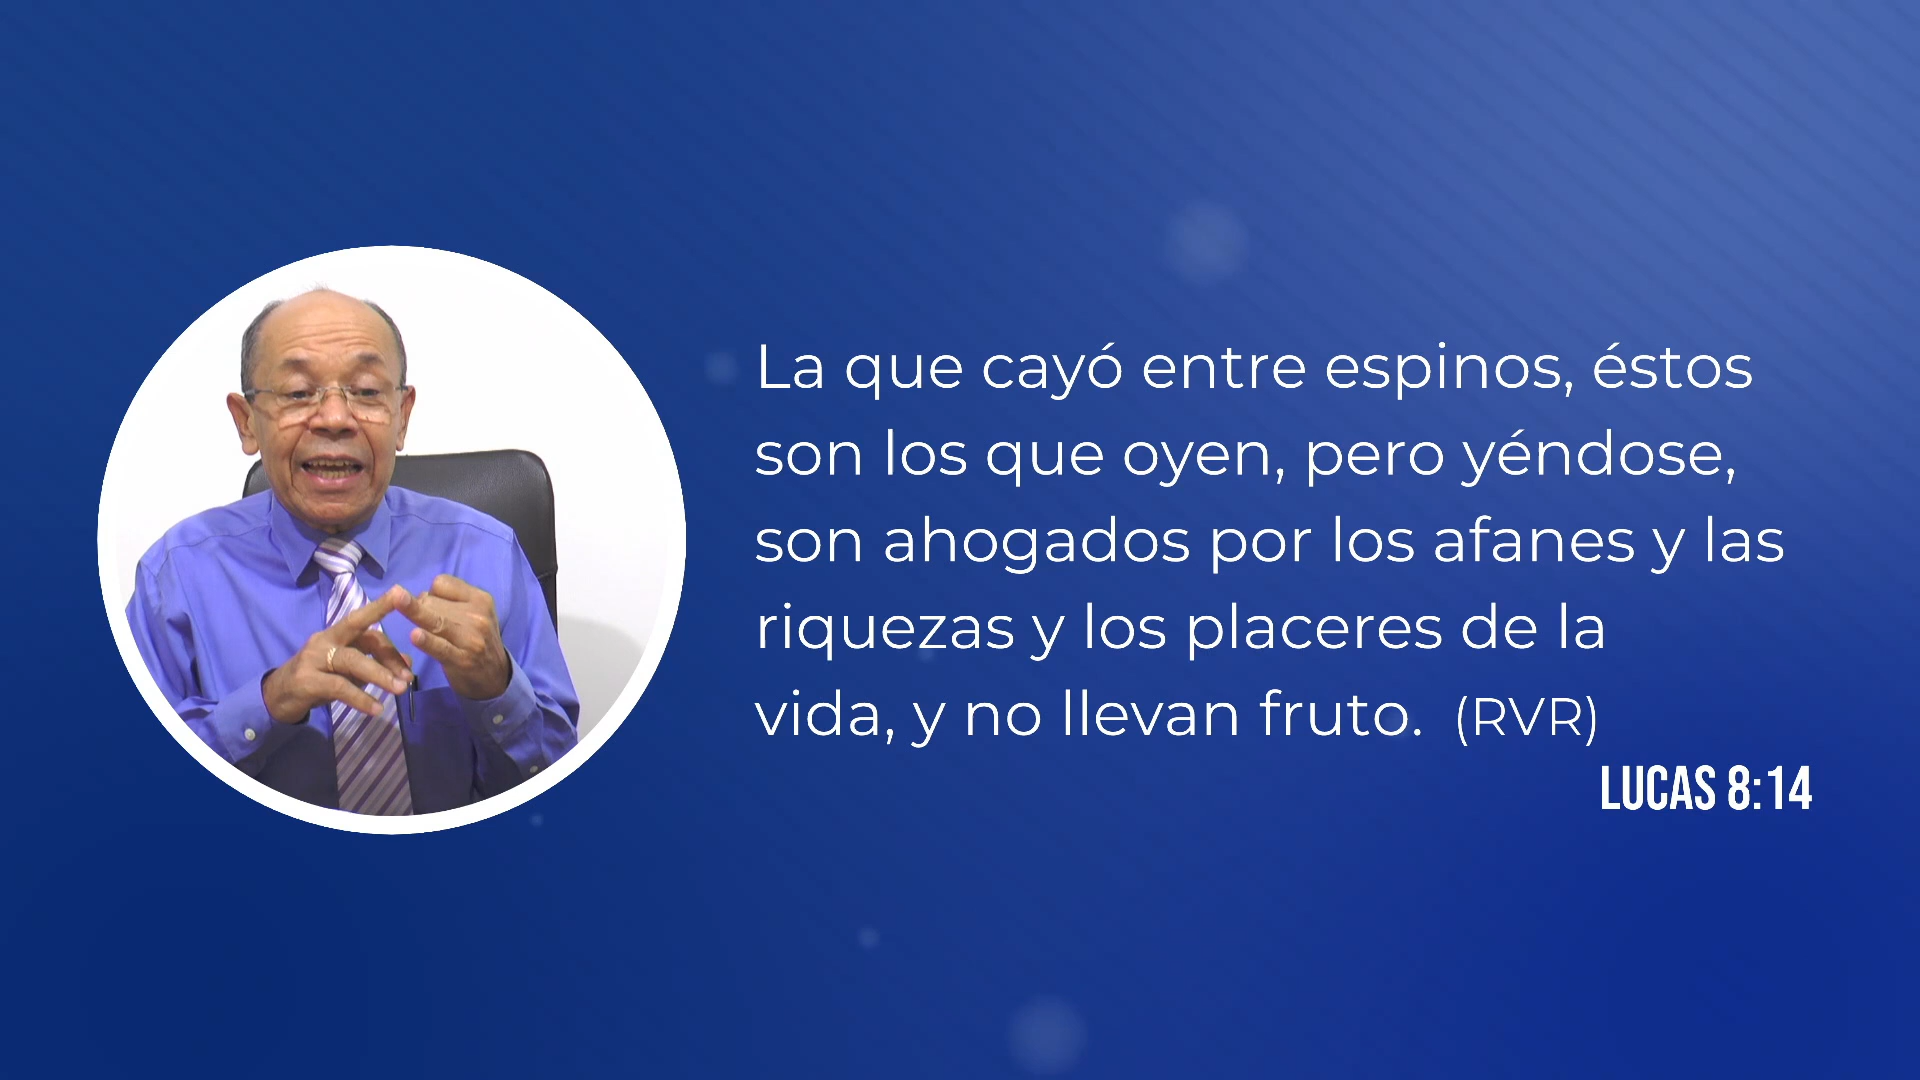 La que cayó entre espinos, éstos
son los que oyen, pero yéndose,
son ahogados por los afanes y las
riquezas y los placeres de la
vida, y no llevan fruto. (RVR)
LUCAS 8:14